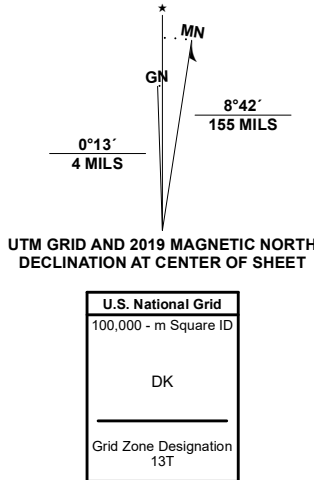 ★
MN
GN
8°42´
155 MILS
0°13´
4 MILS
UTM GRID AND 2019 MAGNETIC NORTH
DECLINATION AT CENTER OF SHEET
U.S. National Grid
100,000 - m Square ID
DK
Grid Zone Designation
13T